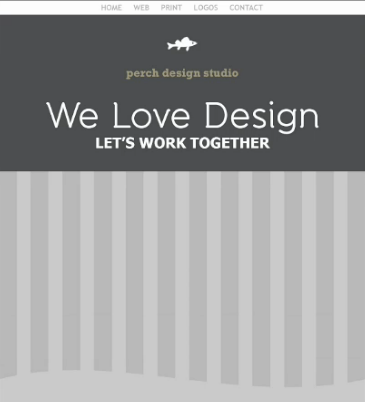 HOME WEB PRINT LOGOS CONTACT
perch design studio
We Love Design
LET'S WORK TOGETHER